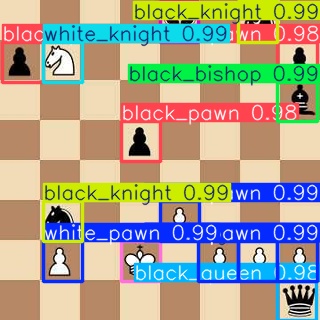 black_knight 0.99
blac
white_knight 0.99
wn 0.98
black_bishop 0.99
black_pawn 0.98
black_knight 0.99
wn 0.99
white_pawn 0.99
awn 0.99
black_queen 0.98